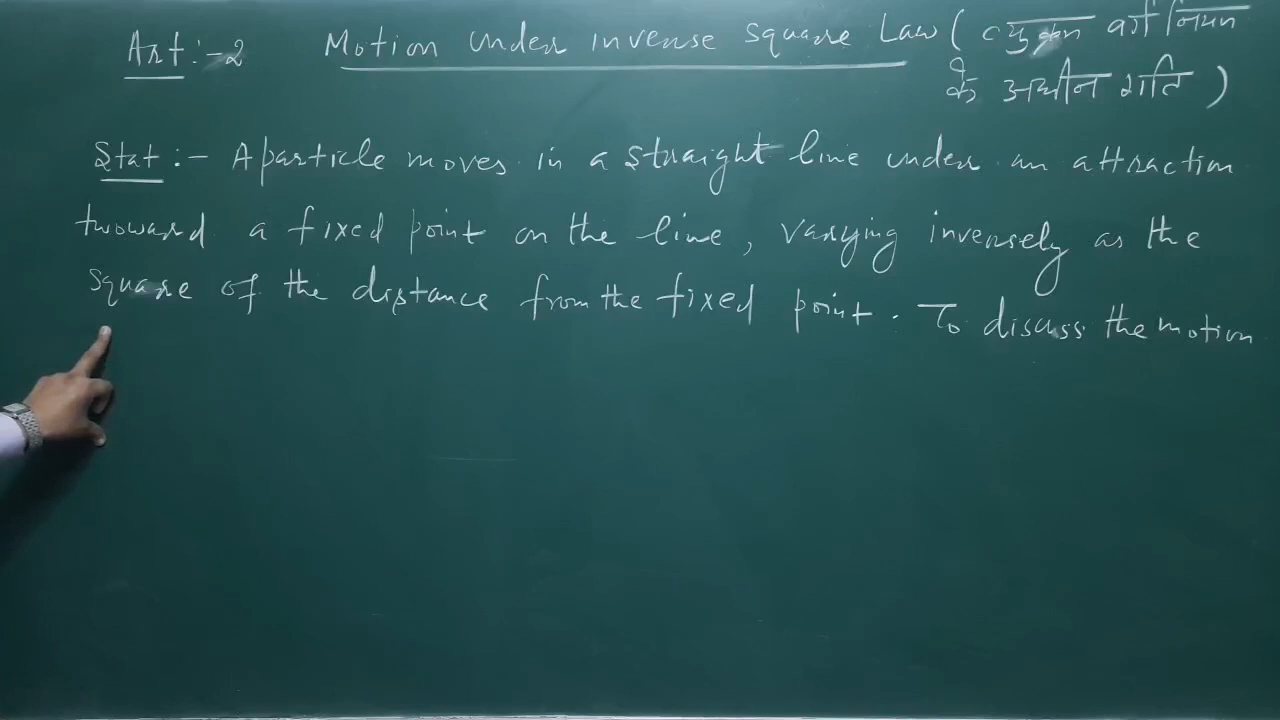 Art:-2 Motion under inverse square Law ( व्युत्क्रम वर्ग नियम
के अधीन गति )
Stat:- A particle moves in a straight line under an attraction
twoward a fixed point on the line, varying inversely as the
square of the distance from the fixed point. To discuss the motion